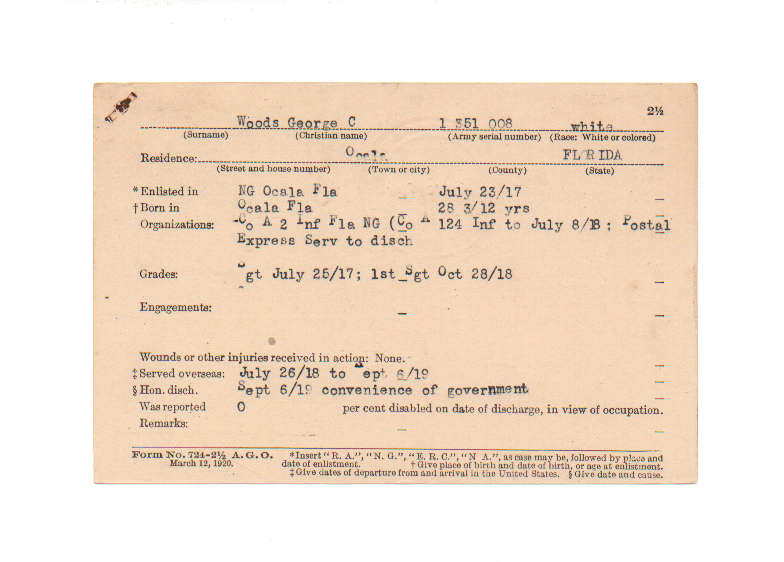 2½
Woods George C 1 351 008 white
(Surname) (Christian name) (Army serial number) (Race: White or colored)
Residence: Ocala FLORIDA
(Street and house number) (Town or city) (County) (State)
*Enlisted in NG Ocala Fla – July 23/17 –
†Born in Ocala Fla 28 3/12 yrs –
Organizations: -Co A 2 Inf Fla NG (Co A 124 Inf to July 8/18 ; Postal
Express Serv to disch
Grades: Sgt July 25/17; 1st Sgt Oct 28/18 –
Engagements: – –
Wounds or other injuries received in action: None. –
‡Served overseas: July 26/18 to Sept 6/19 –
§Hon. disch. Sept 6/19 convenience of government –
Was reported 0 per cent disabled on date of discharge, in view of occupation.
Remarks: – –
Form No. 724-2½ A. G. O. *Insert "R. A.", "N. G.", "E. R. C.", "N A.", as case may be, followed by place and
March 12, 1920. date of enlistment. †Give place of birth and date of birth, or age at enlistment.
‡Give dates of departure from and arrival in the United States. §Give date and cause.